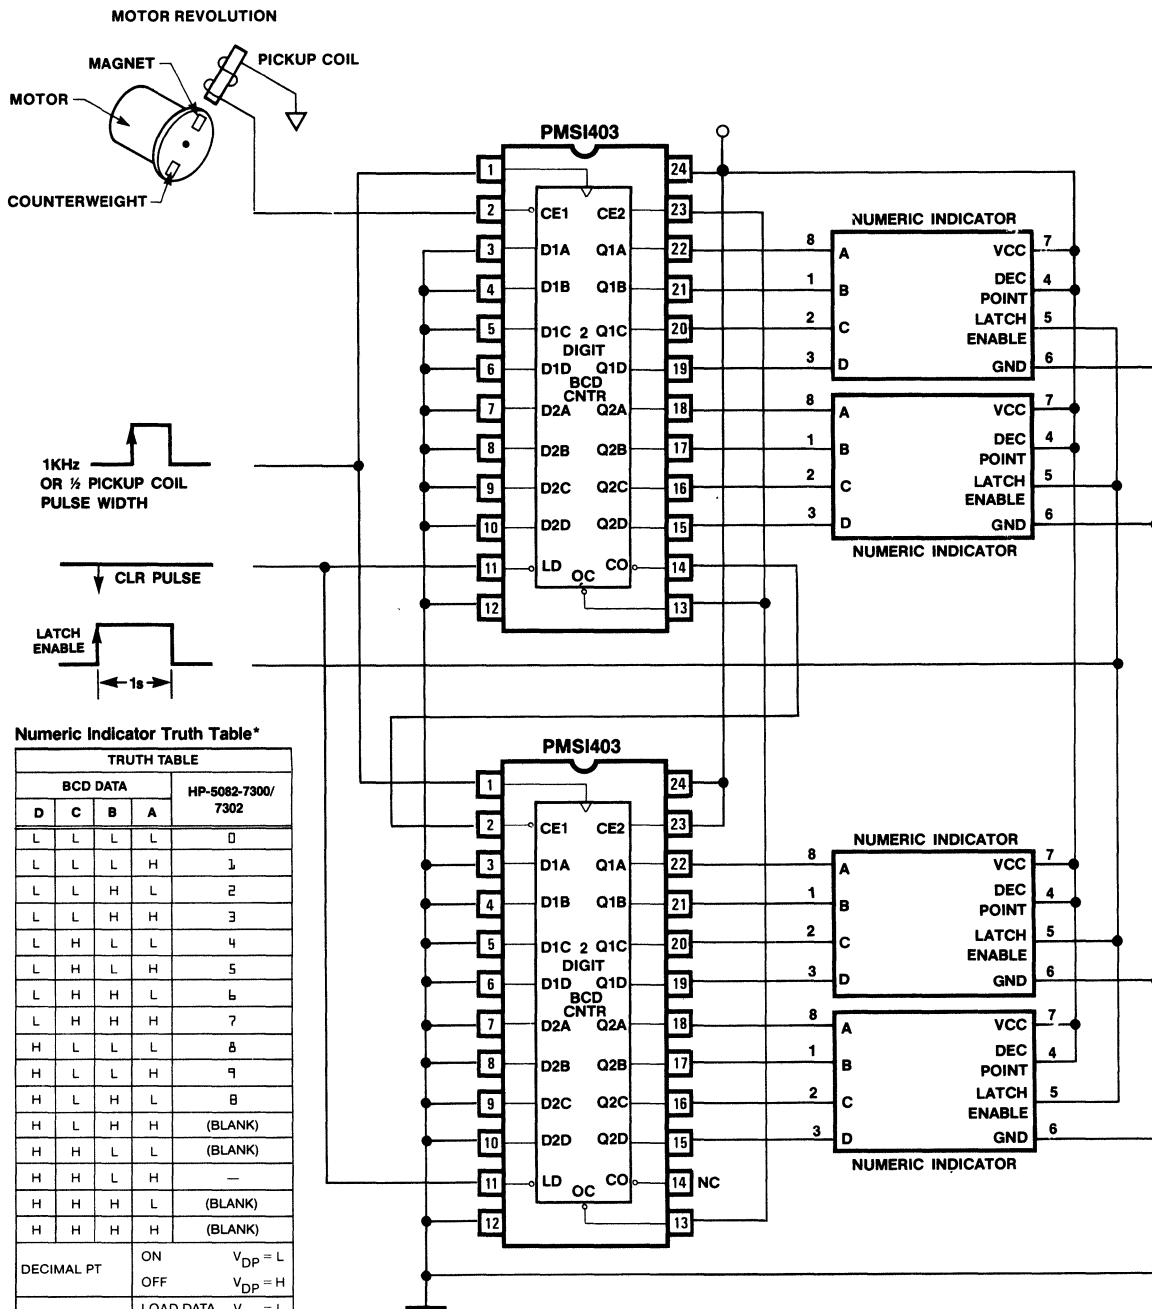 MOTOR REVOLUTION
PICKUP COIL
MAGNET
MOTOR
COUNTERWEIGHT
1KHz
OR ½ PICKUP COIL
PULSE WIDTH
CLR PULSE
LATCH
ENABLE
1s
PMSI403
1 24
2 CE1 CE2 23
3 D1A Q1A 22
4 D1B Q1B 21
5 D1C 2 Q1C 20
DIGIT
6 D1D Q1D 19
BCD
CNTR
7 D2A Q2A 18
8 D2B Q2B 17
9 D2C Q2C 16
10 D2D Q2D 15
11 LD CO 14
OC
12 13
NUMERIC INDICATOR
8 A VCC 7
1 B DEC
POINT 4
2 C LATCH
ENABLE 5
3 D GND 6
8 A VCC 7
1 B DEC
POINT 4
2 C LATCH
ENABLE 5
3 D GND 6
NUMERIC INDICATOR
PMSI403
1 24
2 CE1 CE2 23
3 D1A Q1A 22
4 D1B Q1B 21
5 D1C 2 Q1C 20
DIGIT
6 D1D Q1D 19
BCD
CNTR
7 D2A Q2A 18
8 D2B Q2B 17
9 D2C Q2C 16
10 D2D Q2D 15
11 LD CO 14 NC
OC
12 13
NUMERIC INDICATOR
8 A VCC 7
1 B DEC
POINT 4
2 C LATCH
ENABLE 5
3 D GND 6
8 A VCC 7
1 B DEC
POINT 4
2 C LATCH
ENABLE 5
3 D GND 6
NUMERIC INDICATOR
Numeric Indicator Truth Table*
TRUTH TABLE
BCD DATA HP-5082-7300/
7302
D C B A
L L L L 0
L L L H 1
L L H L 2
L L H H 3
L H L L 4
L H L H 5
L H H L 6
L H H H 7
H L L L 8
H L L H 9
H L H L 8
H L H H (BLANK)
H H L L (BLANK)
H H L H —
H H H L (BLANK)
H H H H (BLANK)
DECIMAL PT ON VDP = L
OFF VDP = H
LOAD DATA V = L